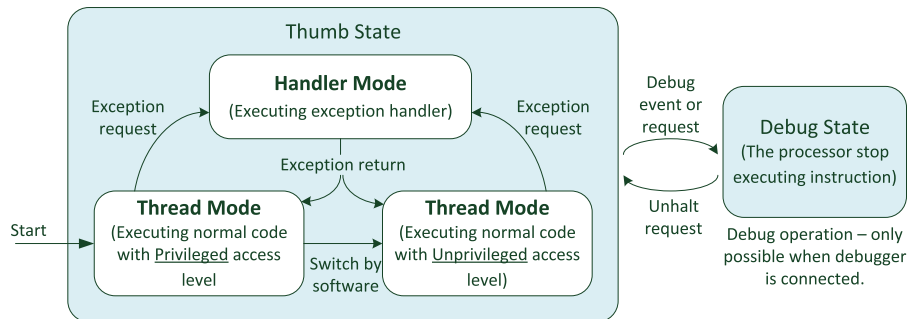 Thumb State
Handler Mode
(Executing exception handler)
Exception
request
Exception
request
Exception return
Start
Thread Mode
(Executing normal code
with Privileged access
level
Switch by
software
Thread Mode
(Executing normal code
with Unprivileged access
level)
Debug
event or
request
Unhalt
request
Debug State
(The processor stop
executing instruction)
Debug operation – only
possible when debugger
is connected.